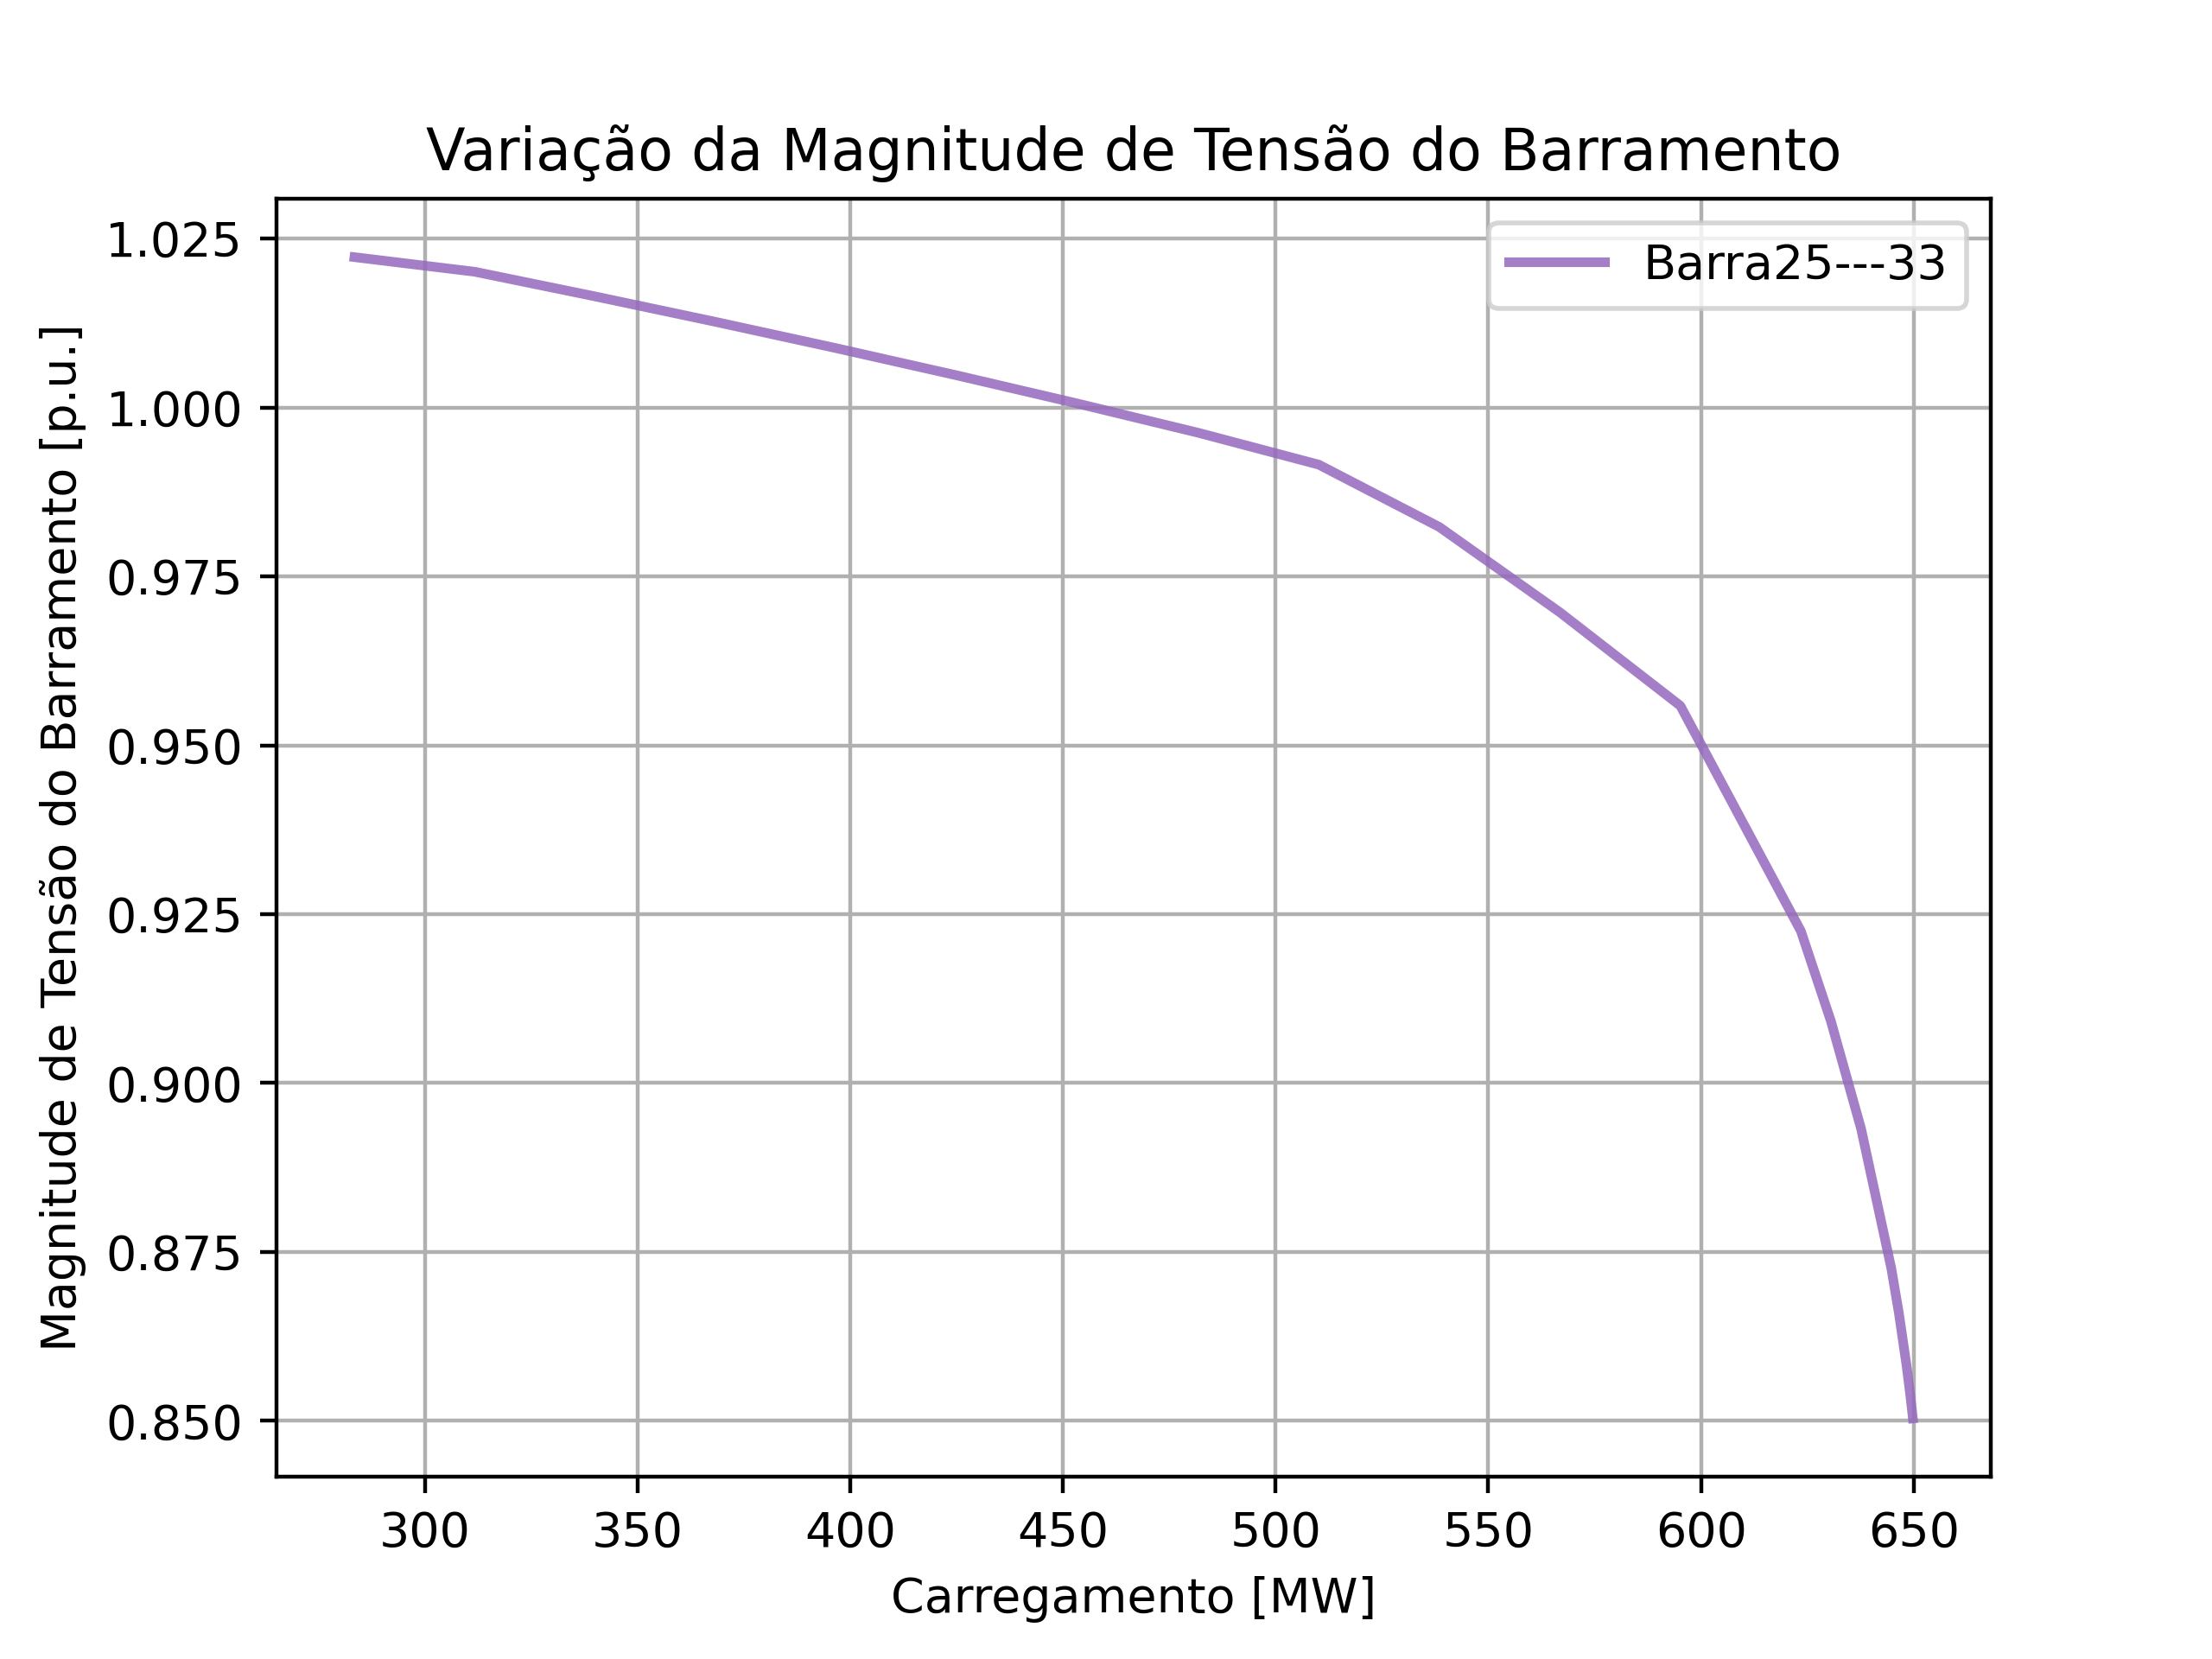 Variação da Magnitude de Tensão do Barramento
Barra25---33
Magnitude de Tensão do Barramento [p.u.]
1.025
1.000
0.975
0.950
0.925
0.900
0.875
0.850
300 350 400 450 500 550 600 650
Carregamento [MW]